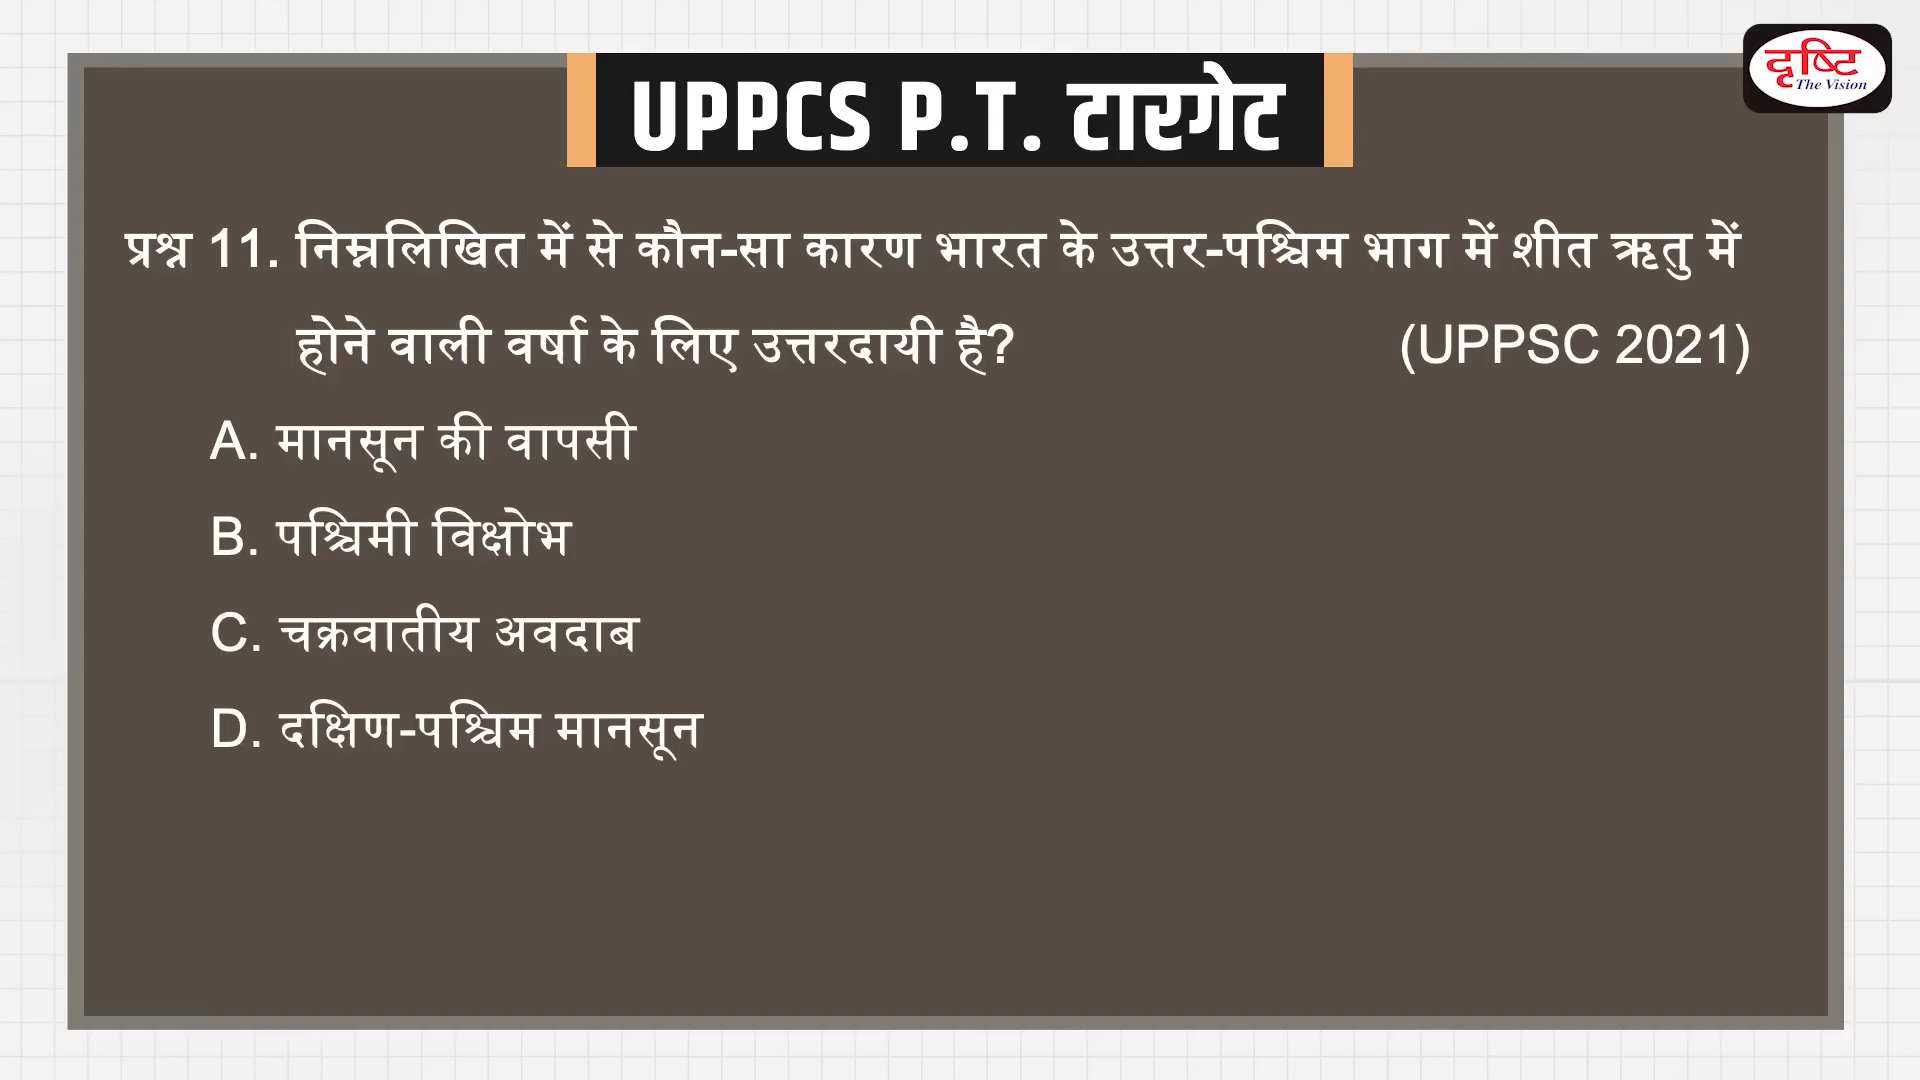 दृष्टि
The Vision
UPPCS P.T. टारगेट
प्रश्न 11. निम्नलिखित में से कौन-सा कारण भारत के उत्तर-पश्चिम भाग में शीत ऋतु में
होने वाली वर्षा के लिए उत्तरदायी है? (UPPSC 2021)
A. मानसून की वापसी
B. पश्चिमी विक्षोभ
C. चक्रवातीय अवदाब
D. दक्षिण-पश्चिम मानसून